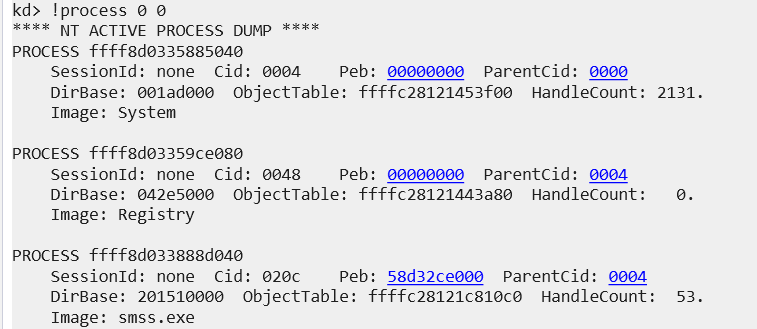 kd> !process 0 0
**** NT ACTIVE PROCESS DUMP ****
PROCESS ffff8d0335885040
    SessionId: none  Cid: 0004    Peb: 00000000  ParentCid: 0000
    DirBase: 001ad000  ObjectTable: ffffc28121453f00  HandleCount: 2131.
    Image: System

PROCESS ffff8d03359ce080
    SessionId: none  Cid: 0048    Peb: 00000000  ParentCid: 0004
    DirBase: 042e5000  ObjectTable: ffffc28121443a80  HandleCount:   0.
    Image: Registry

PROCESS ffff8d033888d040
    SessionId: none  Cid: 020c    Peb: 58d32ce000  ParentCid: 0004
    DirBase: 201510000  ObjectTable: ffffc28121c810c0  HandleCount:  53.
    Image: smss.exe